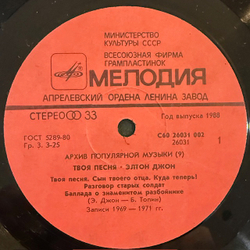 МИНИСТЕРСТВО
КУЛЬТУРЫ СССР
ВСЕСОЮЗНАЯ ФИРМА
ГРАМПЛАСТИНОК
МЕЛОДИЯ
АПРЕЛЕВСКИЙ ОРДЕНА ЛЕНИНА ЗАВОД
СТЕРЕО 33
Год выпуска 1988
ГОСТ 5289-80
Гр. 3. 3-25
С60 26031 002
26031
1
АРХИВ ПОПУЛЯРНОЙ МУЗЫКИ (9)
ТВОЯ ПЕСНЯ - ЭЛТОН ДЖОН
Твоя песня. Сын твоего отца. Куда теперь?
Разговор старых солдат
Баллада о знаменитом разбойнике
(Э. Джон — Б. Топин)
Записи 1969 — 1971 гг.